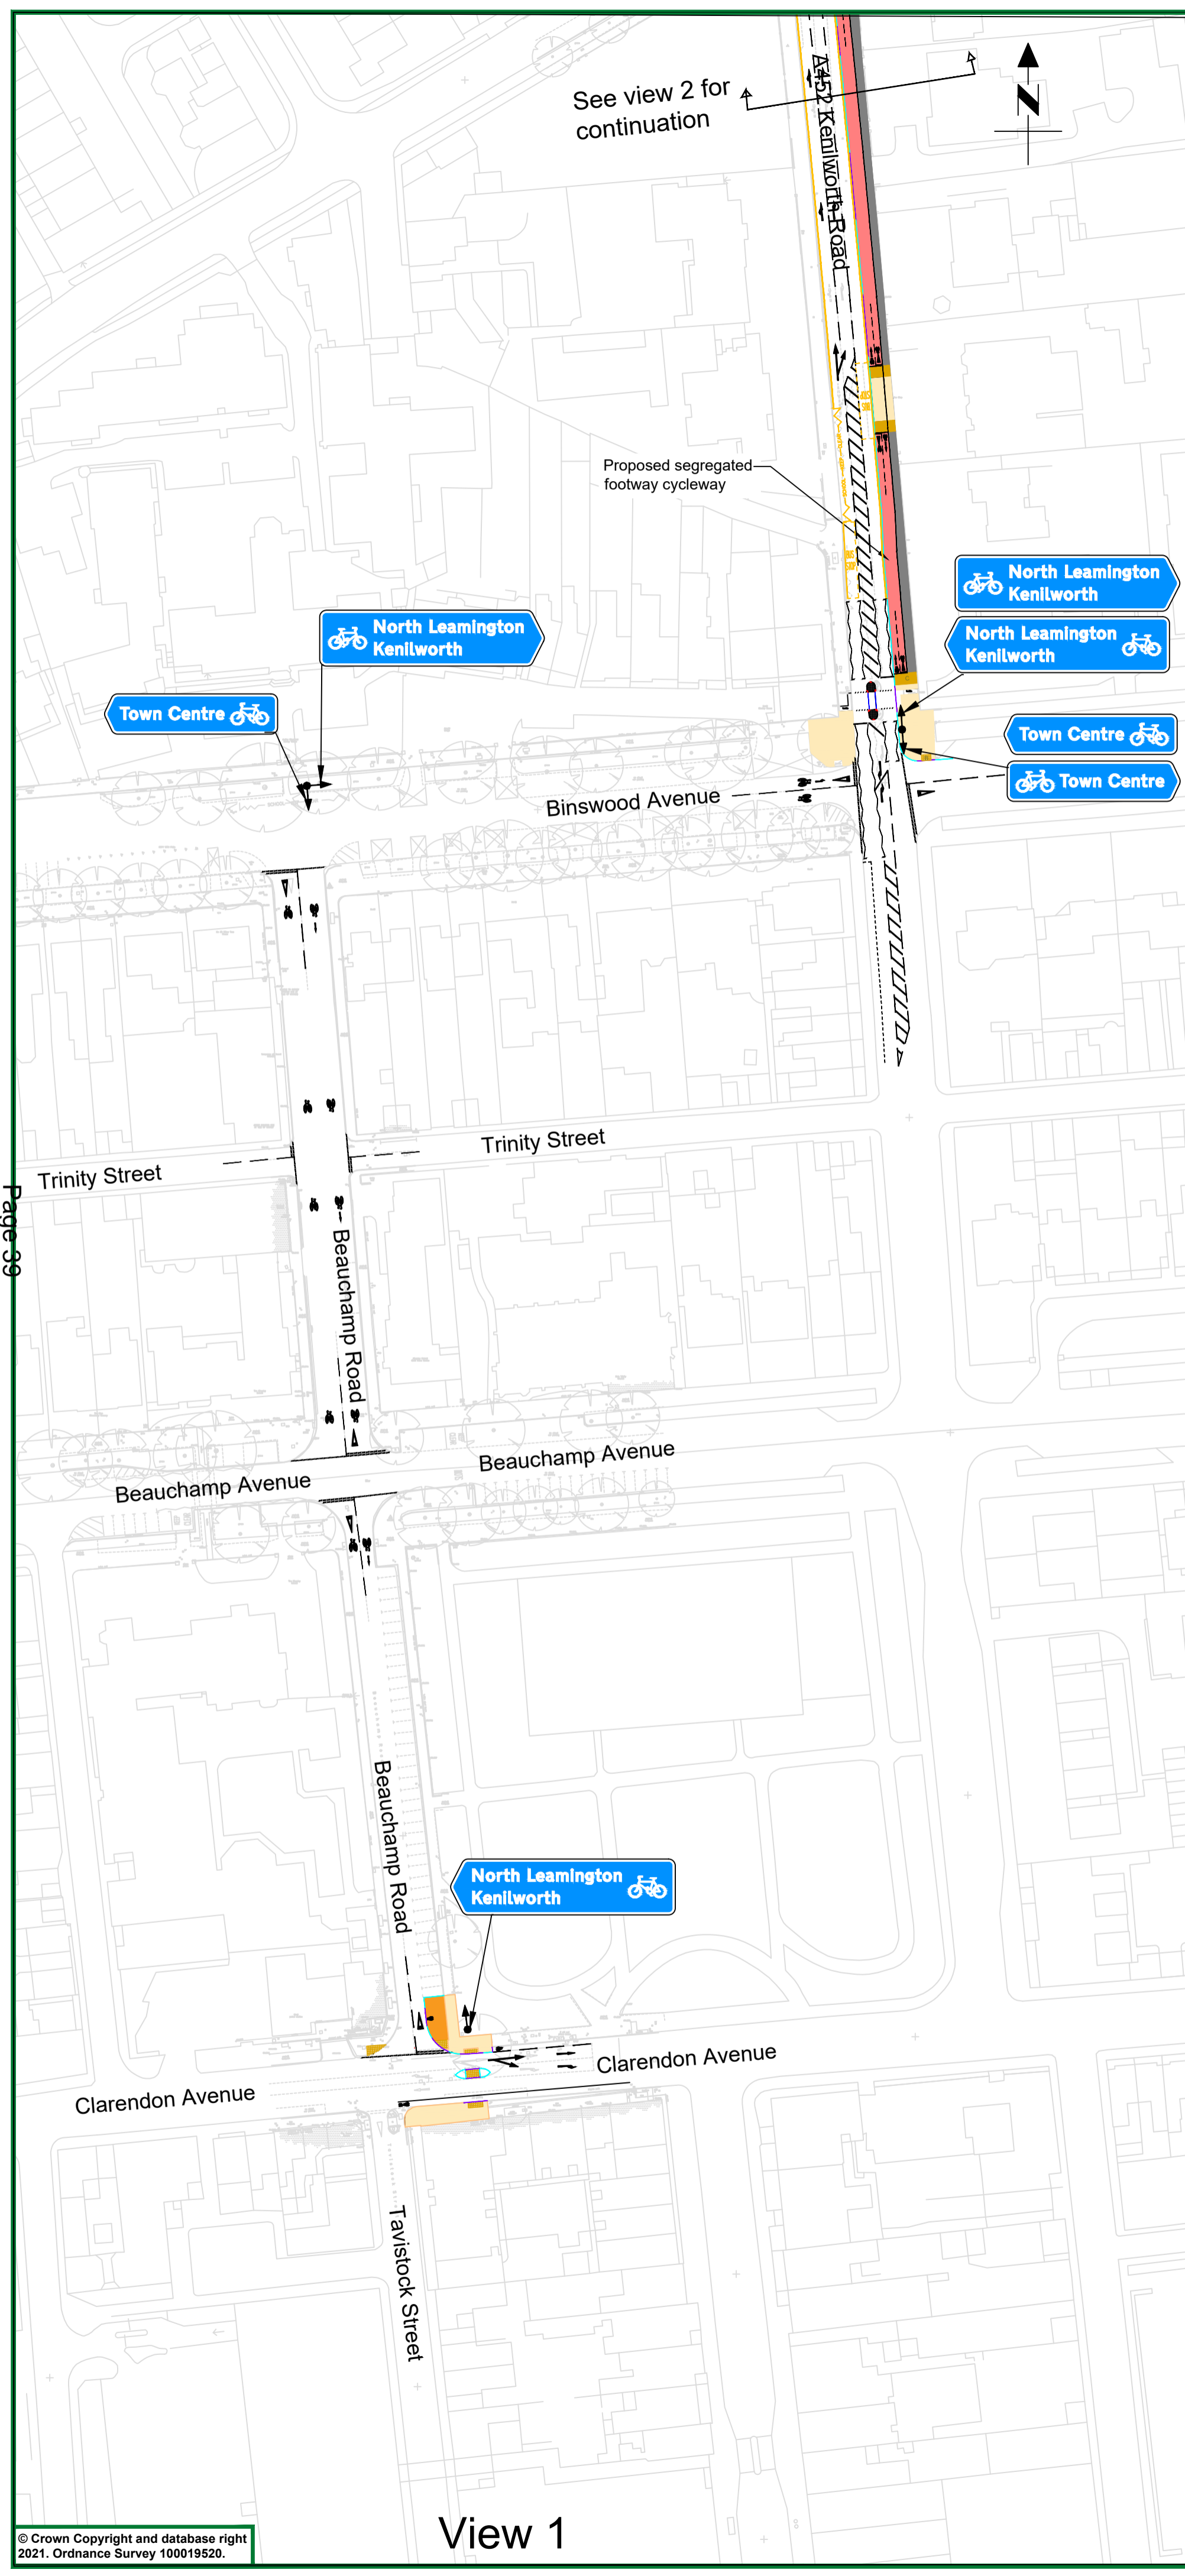 See view 2 for
continuation
A452 Kenilworth Road
N
Proposed segregated
footway cycleway
North Leamington
Kenilworth
North Leamington
Kenilworth
North Leamington
Kenilworth
Town Centre
Town Centre
Town Centre
Binswood Avenue
Trinity Street
Trinity Street
Page 39
Beauchamp Road
Beauchamp Avenue
Beauchamp Avenue
Beauchamp Road
North Leamington
Kenilworth
Clarendon Avenue
Clarendon Avenue
Tavistock Street
View 1
© Crown Copyright and database right
2021. Ordnance Survey 100019520.